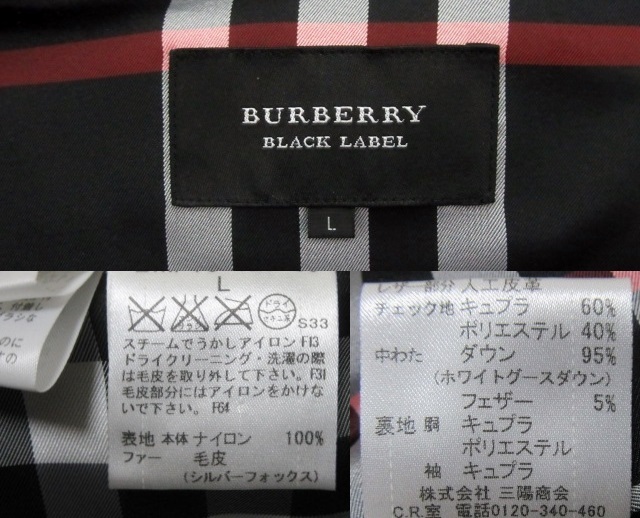 BURBERRY
BLACK LABEL
L
L
ドライ
S33
スチームでうかしアイロン F13
ドライクリーニング・洗濯の際
は毛皮を取り外して下さい。F31
毛皮部分にはアイロンをかけな
いで下さい。 F64
表地 本体 ナイロン 100%
ファー 毛皮
(シルバーフォックス)
レザー部分 人工皮革
チェック地 キュプラ 60%
ポリエステル 40%
中わた ダウン 95%
(ホワイトグースダウン)
フェザー 5%
裏地 胴 キュプラ
ポリエステル
袖 キュプラ
株式会社 三陽商会
C.R.室 電話0120-340-460